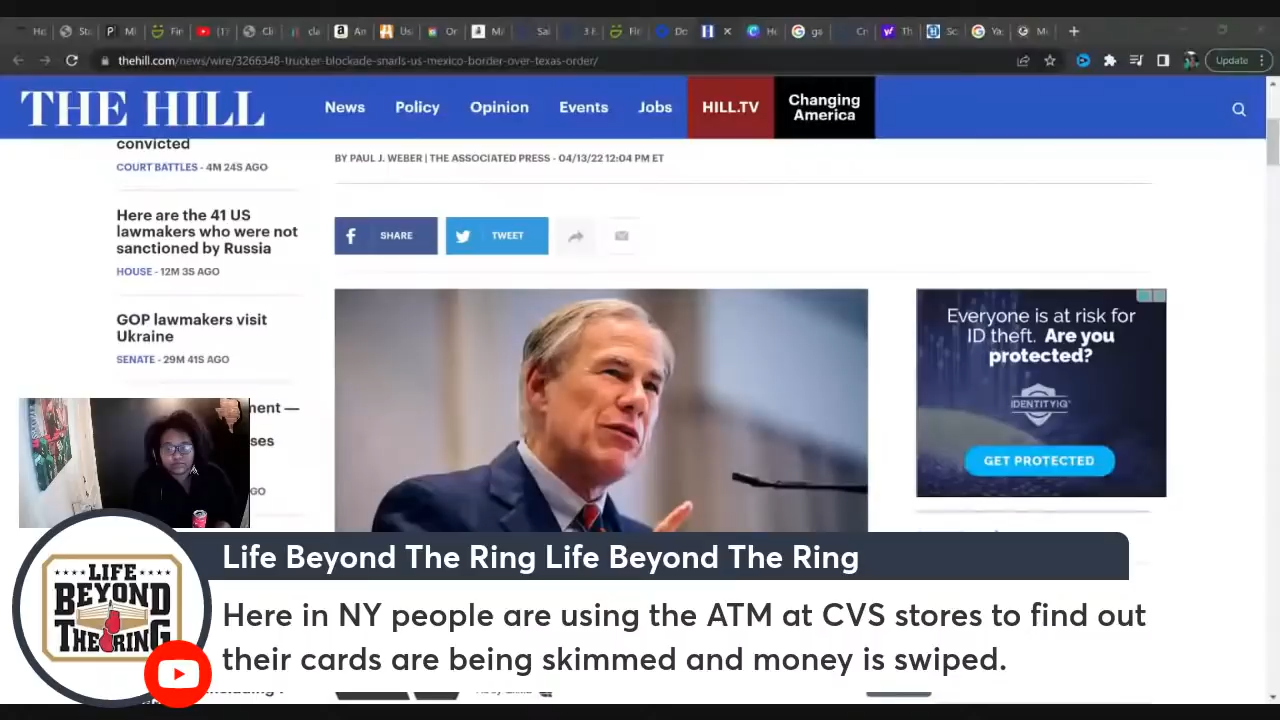 Update
thehill.com/news/wire/3266348-trucker-blockade-snarls-us-mexico-border-over-texas-order/
THE HILL
News
Policy
Opinion
Events
Jobs
HILL.TV
Changing
America
convicted
COURT BATTLES - 4M 24S AGO
BY PAUL J. WEBER | THE ASSOCIATED PRESS - 04/13/22 12:04 PM ET
Here are the 41 US
lawmakers who were not
sanctioned by Russia
HOUSE - 12M 3S AGO
SHARE
TWEET
GOP lawmakers visit
Ukraine
SENATE - 29M 41S AGO
Everyone is at risk for
ID theft. Are you
protected?
IDENTITYIQ
GET PROTECTED
Life Beyond The Ring Life Beyond The Ring
Here in NY people are using the ATM at CVS stores to find out
their cards are being skimmed and money is swiped.
LIFE
BEYOND
THE RING